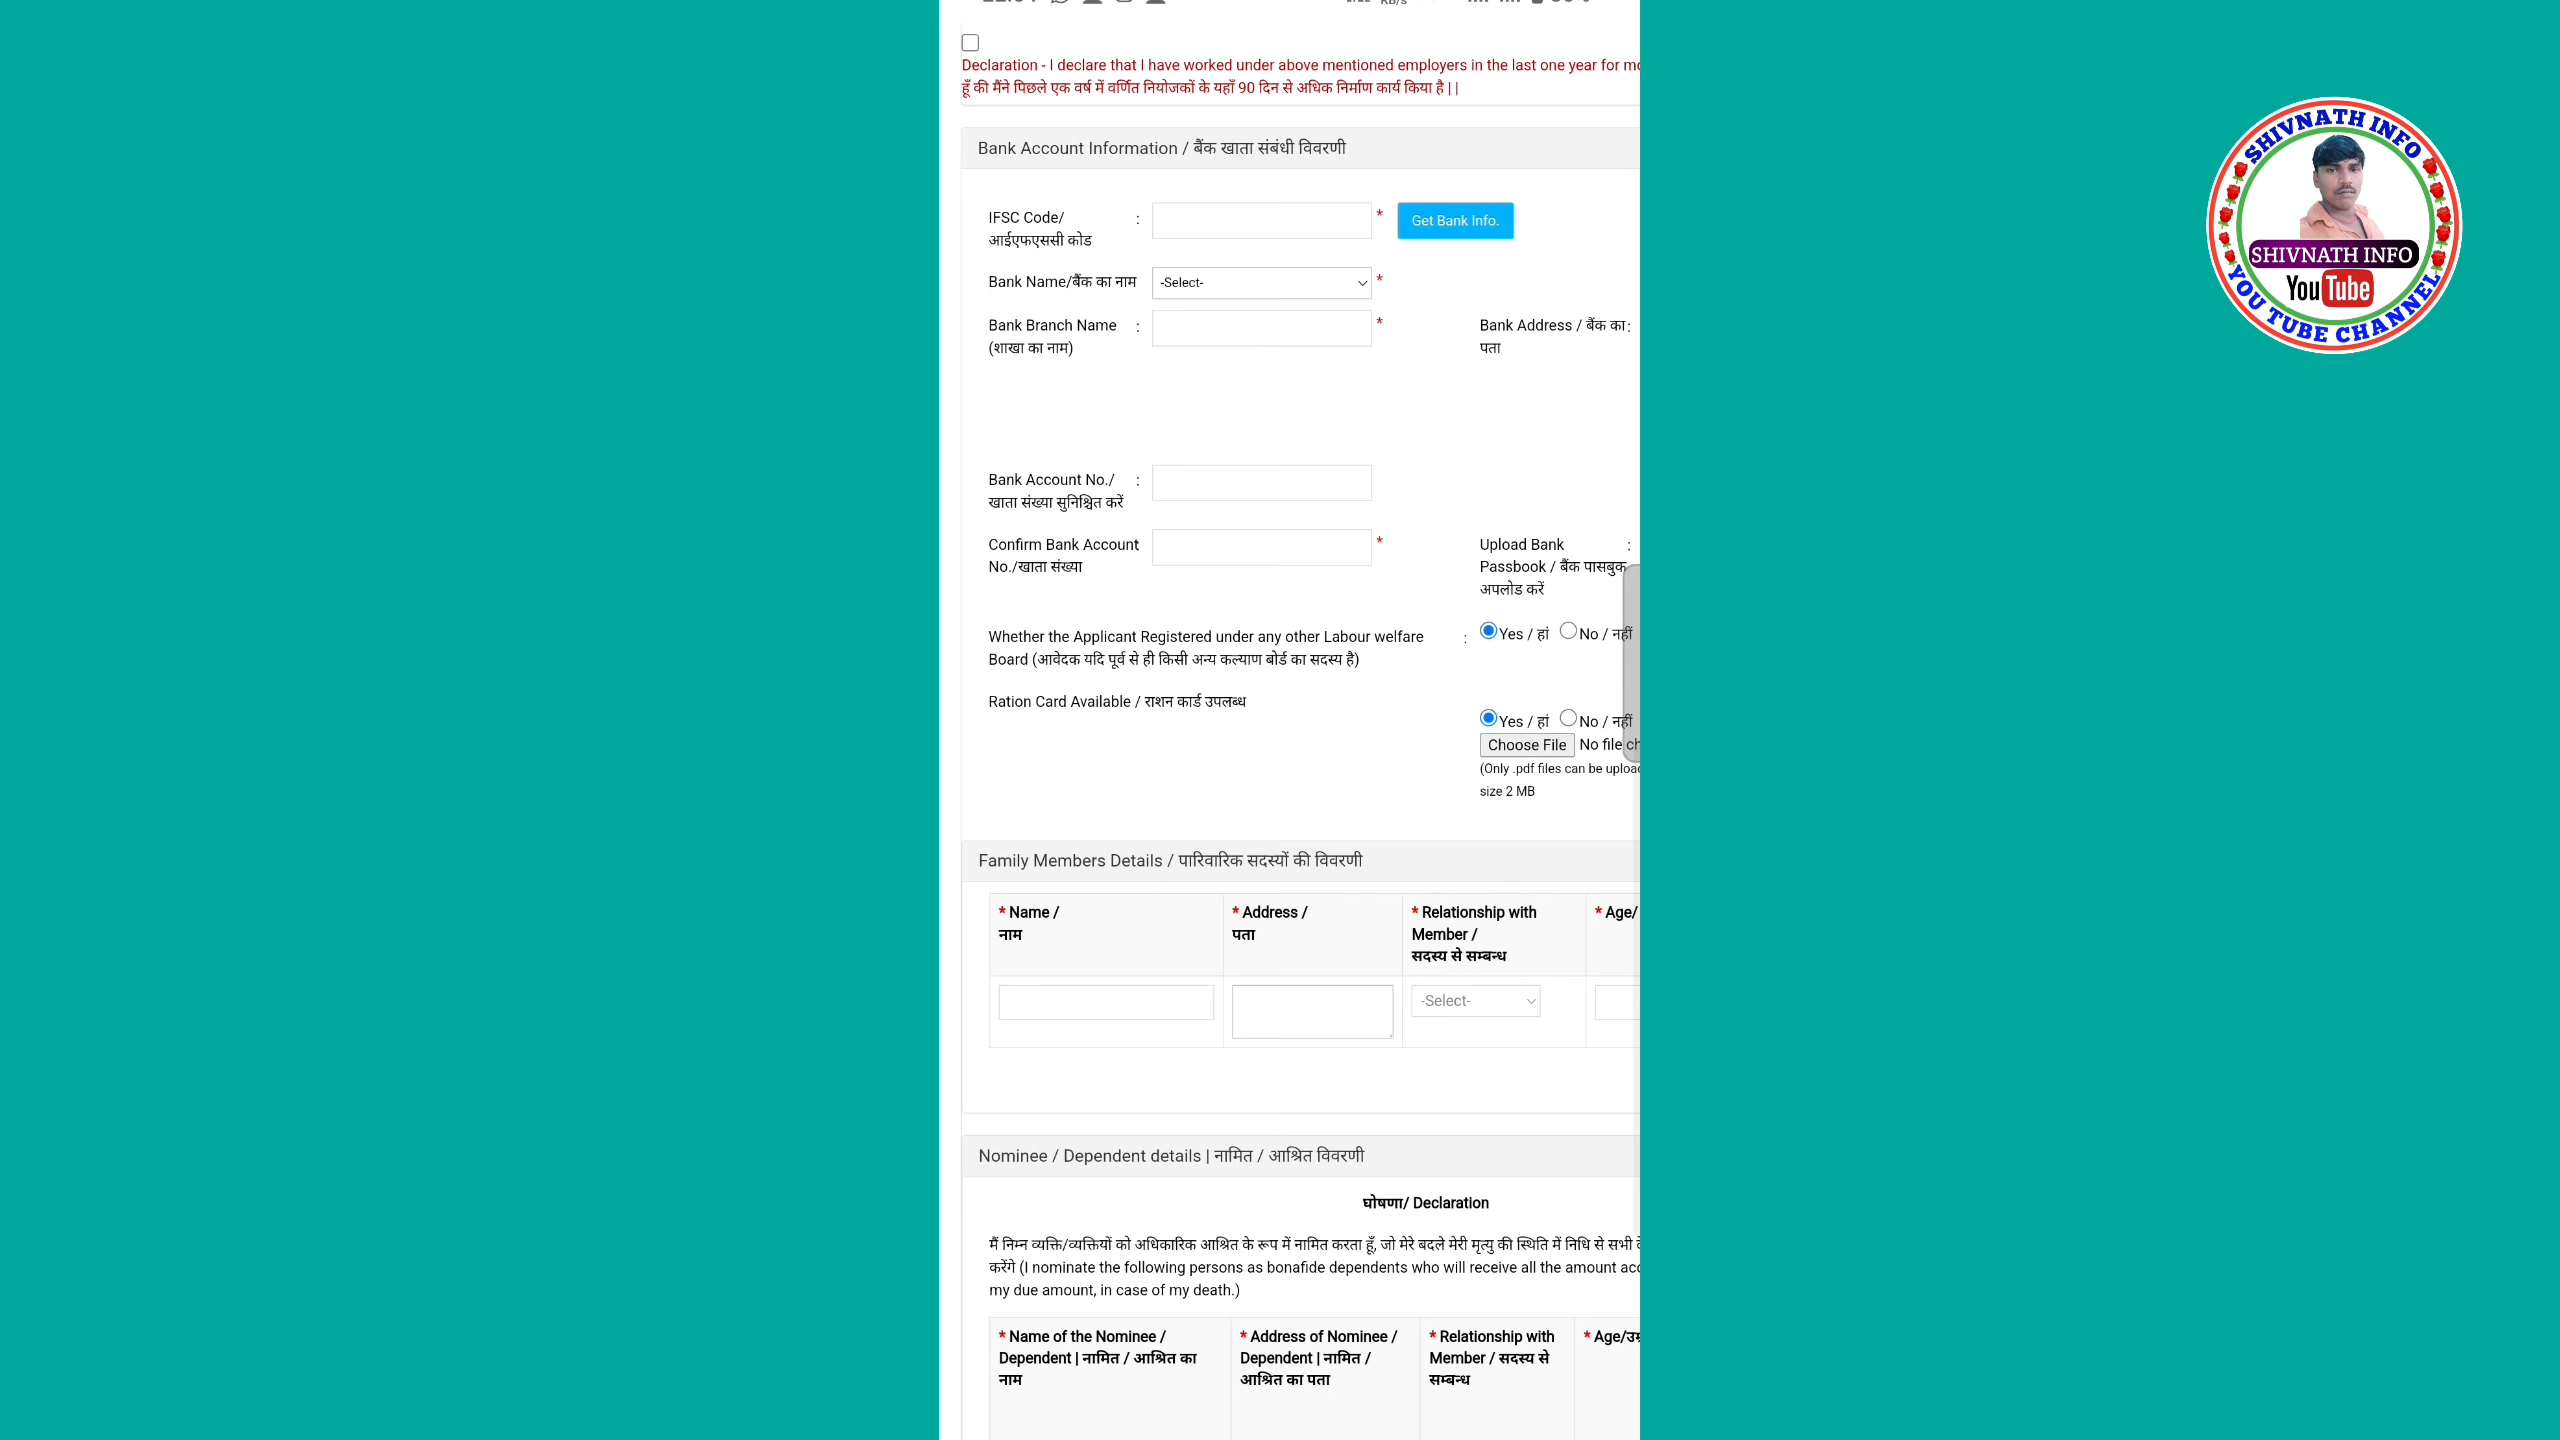 KB/s
Declaration - I declare that I have worked under above mentioned employers in the last one year for
हूँ की मैंने पिछले एक वर्ष में वर्णित नियोजकों के यहाँ 90 दिन से अधिक निर्माण कार्य किया है | |
Bank Account Information / बैंक खाता संबंधी विवरणी
IFSC Code/ : * Get Bank Info.
आईएफएससी कोड
Bank Name/बैंक का नाम -Select- *
Bank Branch Name : * Bank Address / बैंक का :
(शाखा का नाम) पता
Bank Account No./ :
खाता संख्या सुनिश्चित करें
Confirm Bank Account * Upload Bank :
No./खाता संख्या Passbook / बैंक पासबुक
अपलोड करें
Whether the Applicant Registered under any other Labour welfare : Yes / हां No / नहीं
Board (आवेदक यदि पूर्व से ही किसी अन्य कल्याण बोर्ड का सदस्य है)
Ration Card Available / राशन कार्ड उपलब्ध
Yes / हां No / नहीं
Choose File No file
(Only .pdf files can be
size 2 MB
Family Members Details / पारिवारिक सदस्यों की विवरणी
* Name / * Address / * Relationship with * Age/
नाम पता Member /
सदस्य से सम्बन्ध
-Select-
Nominee / Dependent details | नामित / आश्रित विवरणी
घोषणा/ Declaration
मैं निम्न व्यक्ति/व्यक्तियों को अधिकारिक आश्रित के रूप में नामित करता हूँ, जो मेरे बदले मेरी मृत्यु की स्थिति में निधि से सभी
करेंगे (I nominate the following persons as bonafide dependents who will receive all the amount
my due amount, in case of my death.)
* Name of the Nominee / * Address of Nominee / * Relationship with * Age/
Dependent | नामित / आश्रित का Dependent | नामित / Member / सदस्य से
नाम आश्रित का पता सम्बन्ध
SHIVNATH INFO
SHIVNATH INFO
YouTube
YOU TUBE CHANNEL